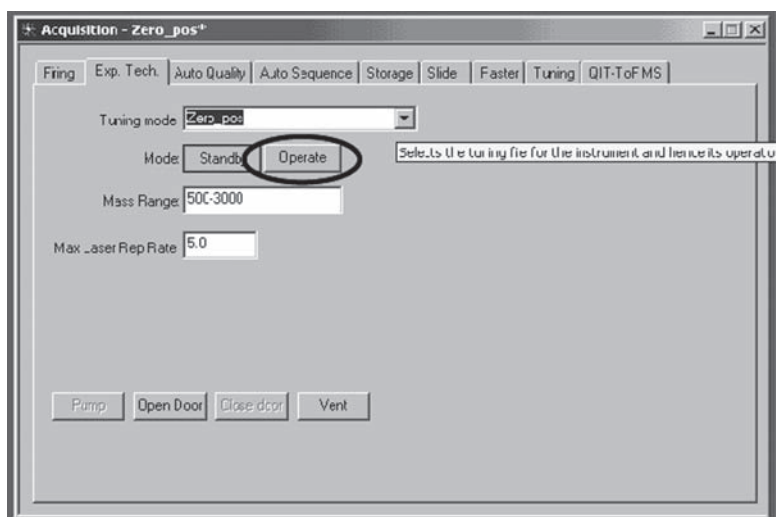 Acquisition - Zero_pos*
Firing Exp. Tech. Auto Quality Auto Sequence Storage Slide Faster Tuning QIT-ToF MS
Tuning mode Zero_pos
Mode: Standby Operate
Selects the tuning file for the instrument and hence its operatio
Mass Range: 500-3000
Max Laser Rep Rate 5.0
Pump Open Door Close door Vent